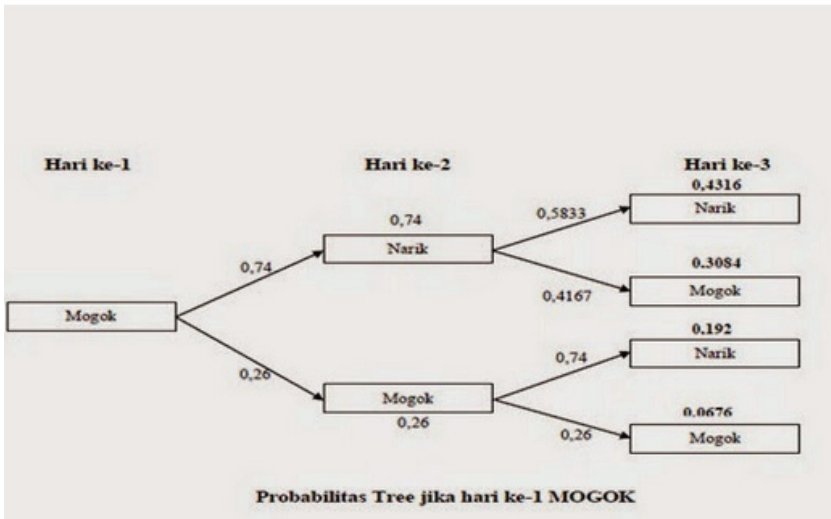 Hari ke-1
Hari ke-2
Hari ke-3
0,4316
Narik
0,5833
0,74
Narik
0,74
0.3084
Mogok
0,4167
Mogok
0,192
Narik
0,74
0,26
Mogok
0,26
0.0676
0,26
Mogok
Probabilitas Tree jika hari ke-1 MOGOK